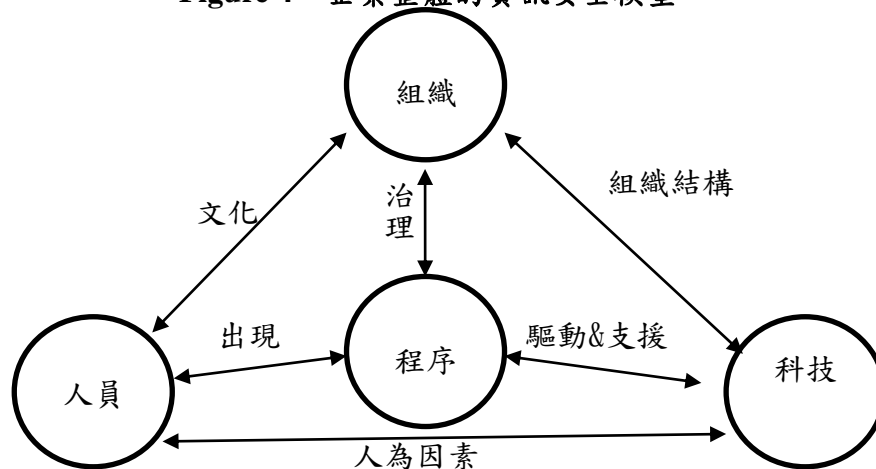 組織
組織結構
治
理
文化
出現
程序
驅動&支援
人員
科技
人為因素